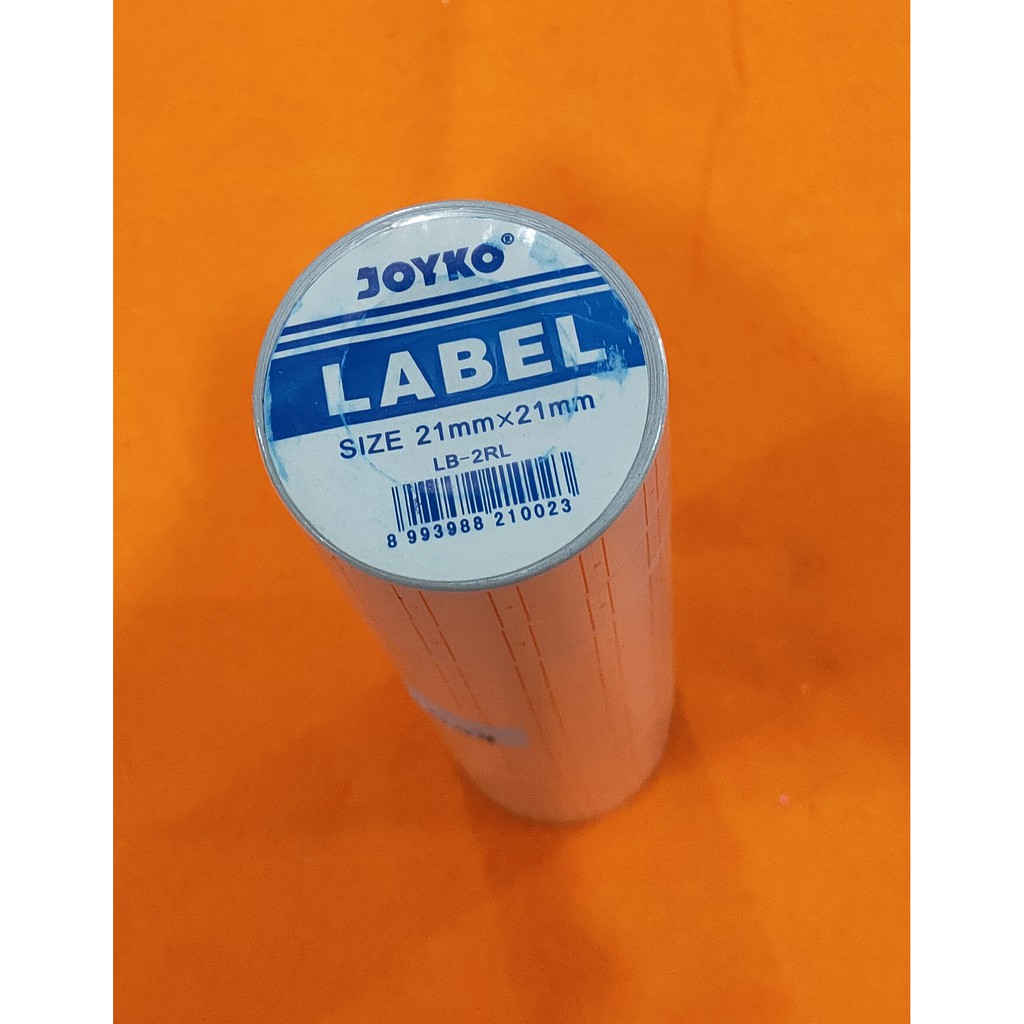 JOYKO®
LABEL
SIZE 21mm×21mm
LB-2RL
8 993988 210023